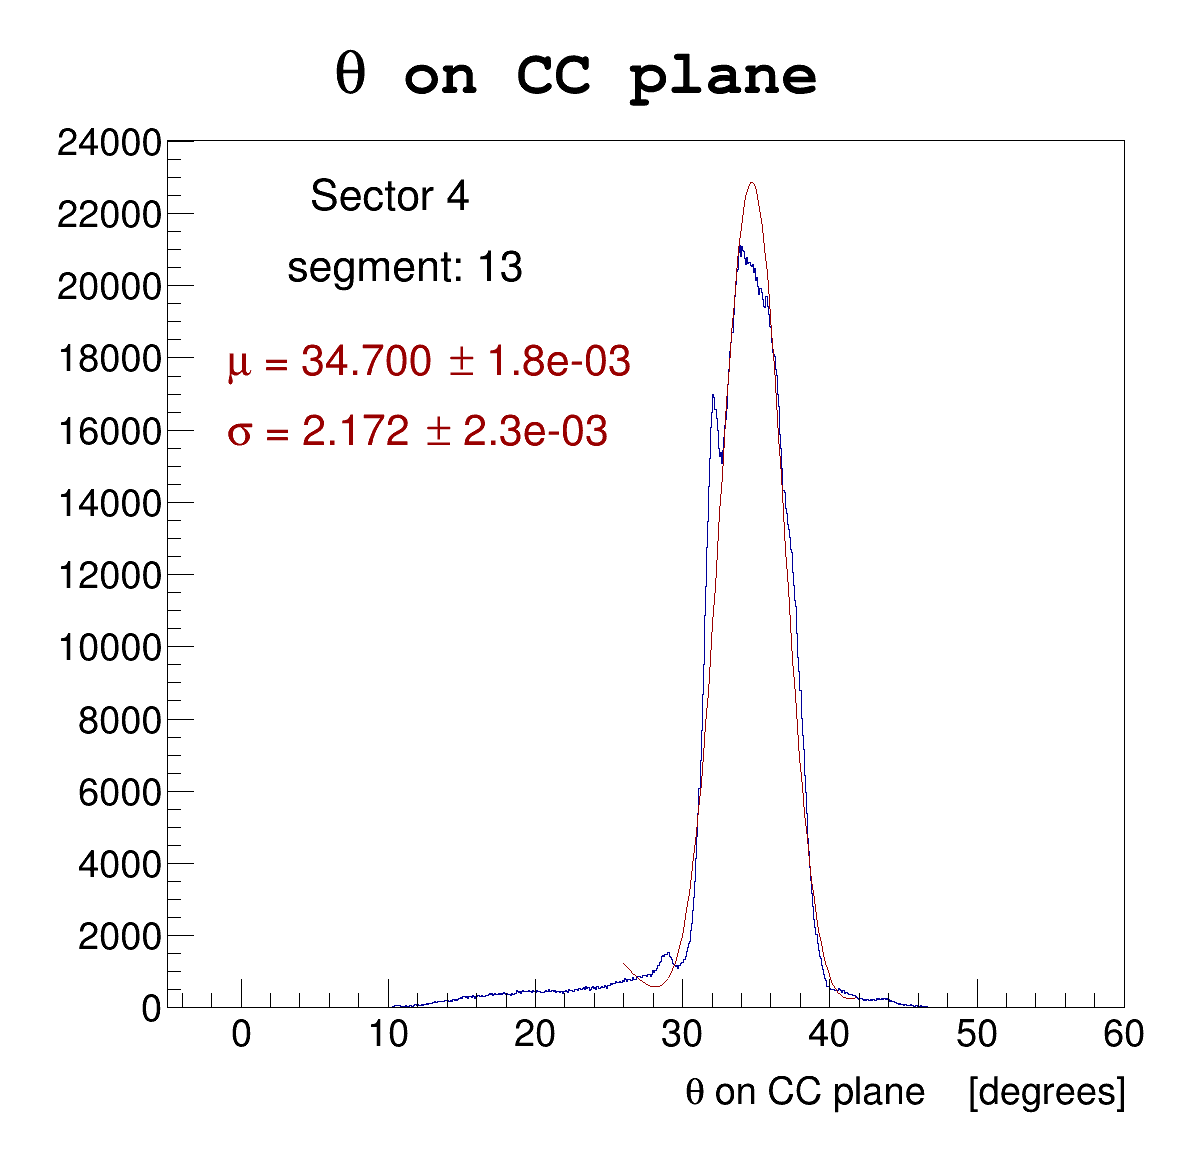 θ on CC plane
24000
22000
20000
18000
16000
14000
12000
10000
8000
6000
4000
2000
0
Sector 4
segment: 13
μ = 34.700 ± 1.8e-03
σ = 2.172 ± 2.3e-03
0 10 20 30 40 50 60
θ on CC plane [degrees]